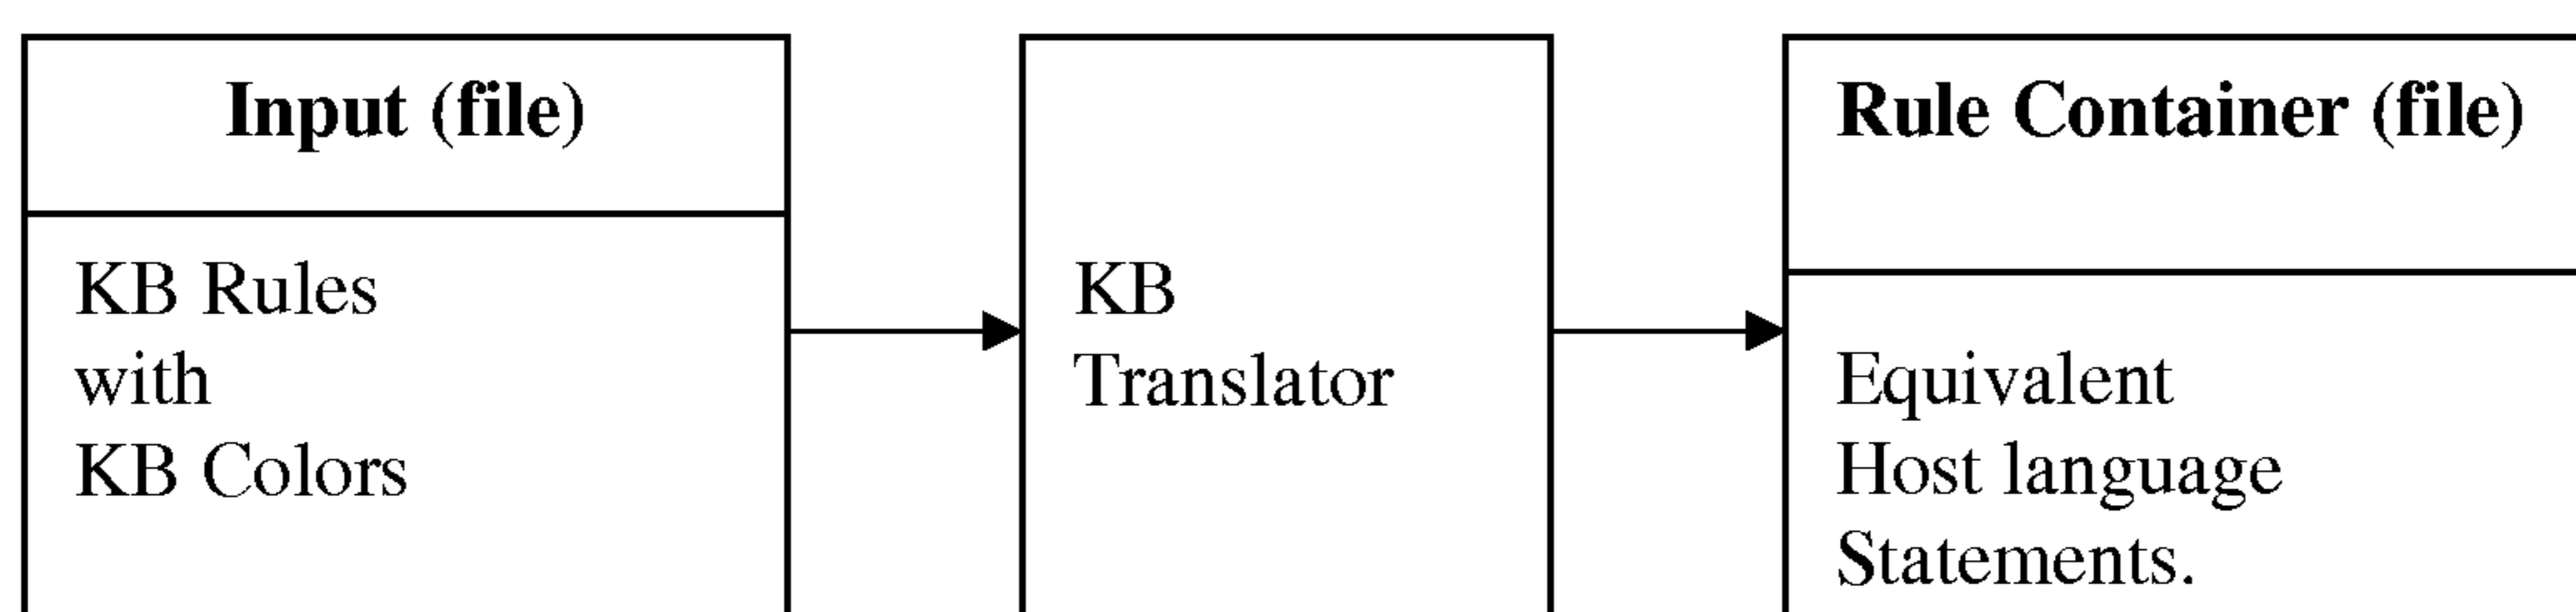 Input (file)
KB Rules
with
KB Colors
KB
Translator
Rule Container (file)
Equivalent
Host language
Statements.